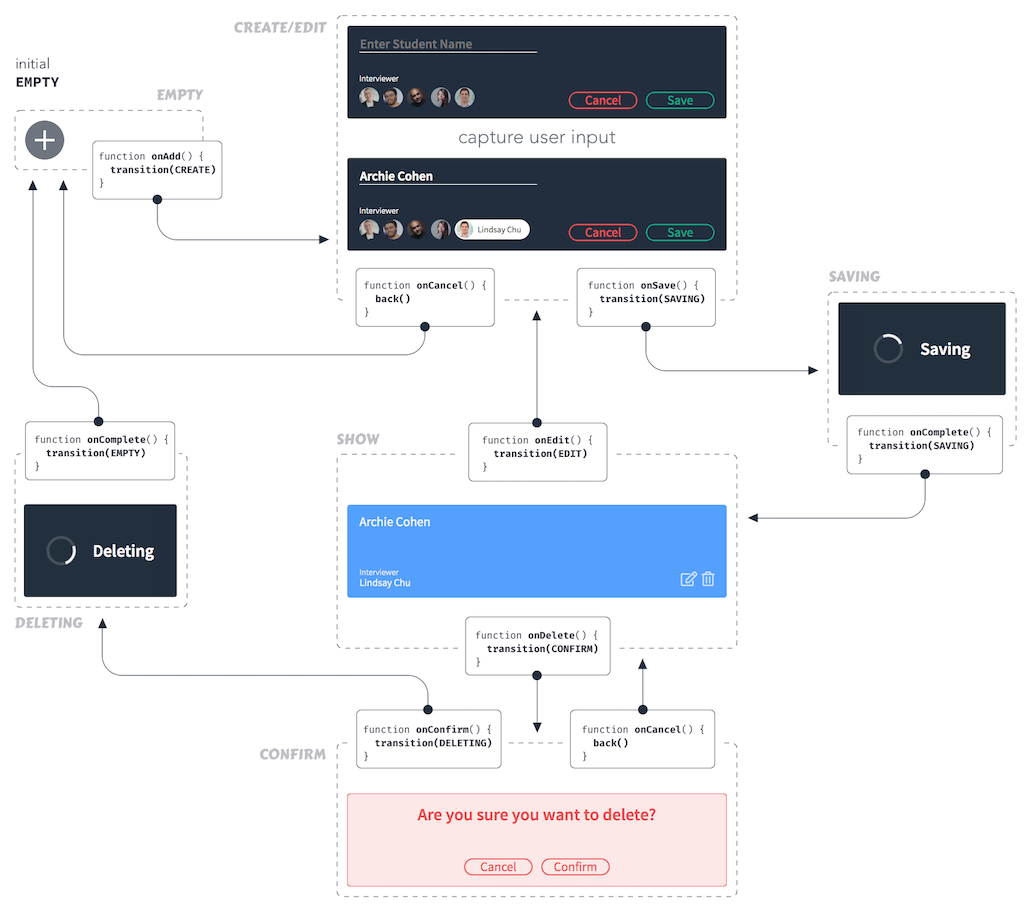 CREATE/EDIT
Enter Student Name
Interviewer
Cancel
Save
capture user input
Archie Cohen
Interviewer
Lindsay Chu
Cancel
Save
function onCancel() {
back()
}
function onSave() {
transition(SAVING)
}
initial
EMPTY
EMPTY
function onAdd() {
transition(CREATE)
}
SAVING
Saving
function onComplete() {
transition(SAVING)
}
SHOW
function onEdit() {
transition(EDIT)
}
Archie Cohen
Interviewer
Lindsay Chu
function onDelete() {
transition(CONFIRM)
}
function onComplete() {
transition(EMPTY)
}
Deleting
DELETING
CONFIRM
function onConfirm() {
transition(DELETING)
}
function onCancel() {
back()
}
Are you sure you want to delete?
Cancel
Confirm